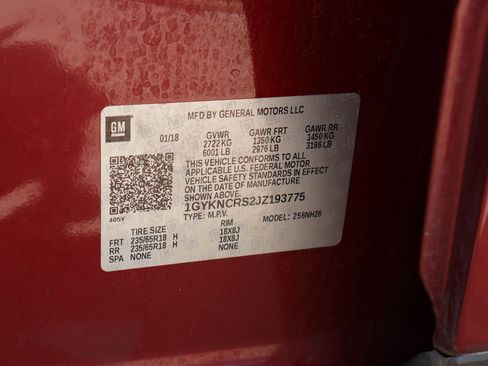 MFD BY GENERAL MOTORS LLC
GM
01/18 GVWR GAWR FRT GAWR RR
2722 KG 1350 KG 1450 KG
6001 LB 2976 LB 3196 LB
THIS VEHICLE CONFORMS TO ALL
APPLICABLE U.S. FEDERAL MOTOR
VEHICLE SAFETY STANDARDS IN EFFECT
ON THE DATE OF MANUFACTURE
SHOWN ABOVE.
1GYKNCRS2JZ193775
405Y TYPE: M.P.V. 256NH26
TIRE SIZE RIM
FRT 235/65R18 H 18X8J
RR 235/65R18 H 18X8J
SPA NONE NONE